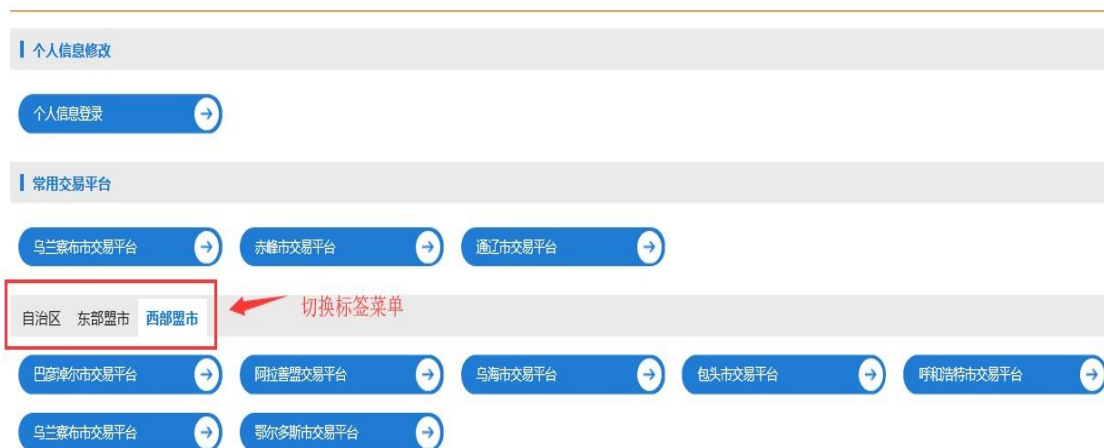 个人信息修改
个人信息登录
常用交易平台
乌兰察布市交易平台 赤峰市交易平台 通辽市交易平台
自治区 东部盟市 西部盟市 切换标签菜单
巴彦淖尔市交易平台 阿拉善盟交易平台 乌海市交易平台 包头市交易平台 呼和浩特市交易平台
乌兰察布市交易平台 鄂尔多斯市交易平台